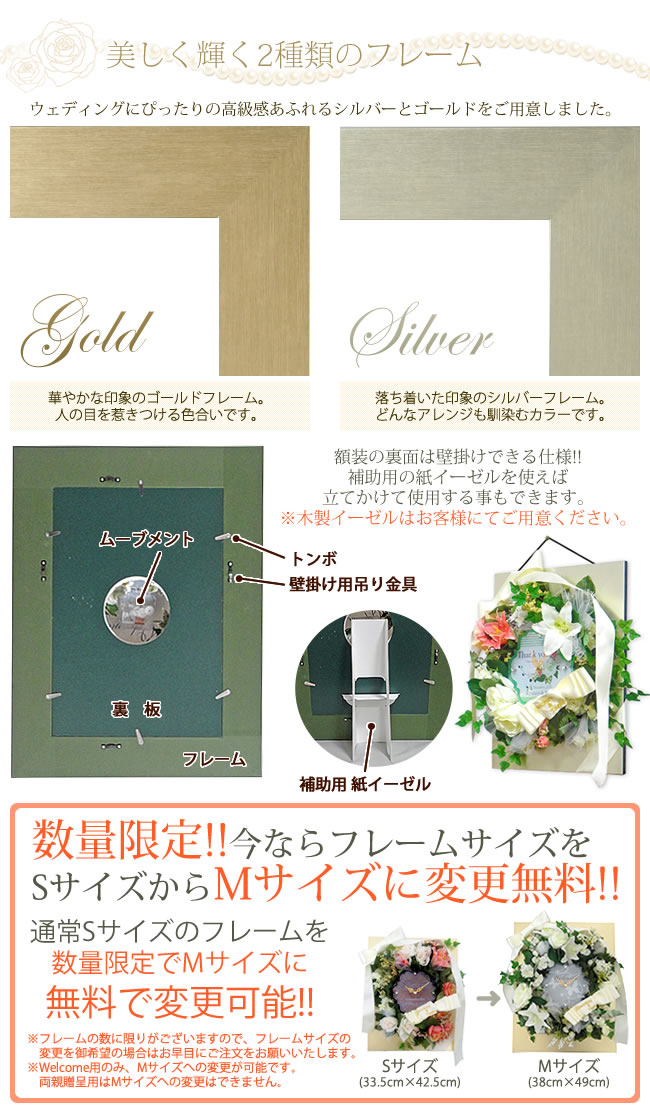 美しく輝く2種類のフレーム
ウェディングにぴったりの高級感あふれるシルバーとゴールドをご用意しました。
Gold
Silver
華やかな印象のゴールドフレーム。
人の目を惹きつける色合いです。
落ち着いた印象のシルバーフレーム。
どんなアレンジも馴染むカラーです。
額装の裏面は壁掛けできる仕様!!
補助用の紙イーゼルを使えば
立てかけて使用する事もできます。
※木製イーゼルはお客様にてご用意ください。
ムーブメント
トンボ
壁掛け用吊り金具
裏 板
フレーム
補助用 紙イーゼル
Thank you
数量限定!!今ならフレームサイズを
SサイズからMサイズに変更無料!!
通常Sサイズのフレームを
数量限定でMサイズに
無料で変更可能!!
※フレームの数に限りがございますので、フレームサイズの
変更を御希望の場合はお早目にご注文をお願いいたします。
※Welcome用のみ、Mサイズへの変更が可能です。
両親贈呈用はMサイズへの変更はできません。
Sサイズ
(33.5cm×42.5cm)
Mサイズ
(38cm×49cm)